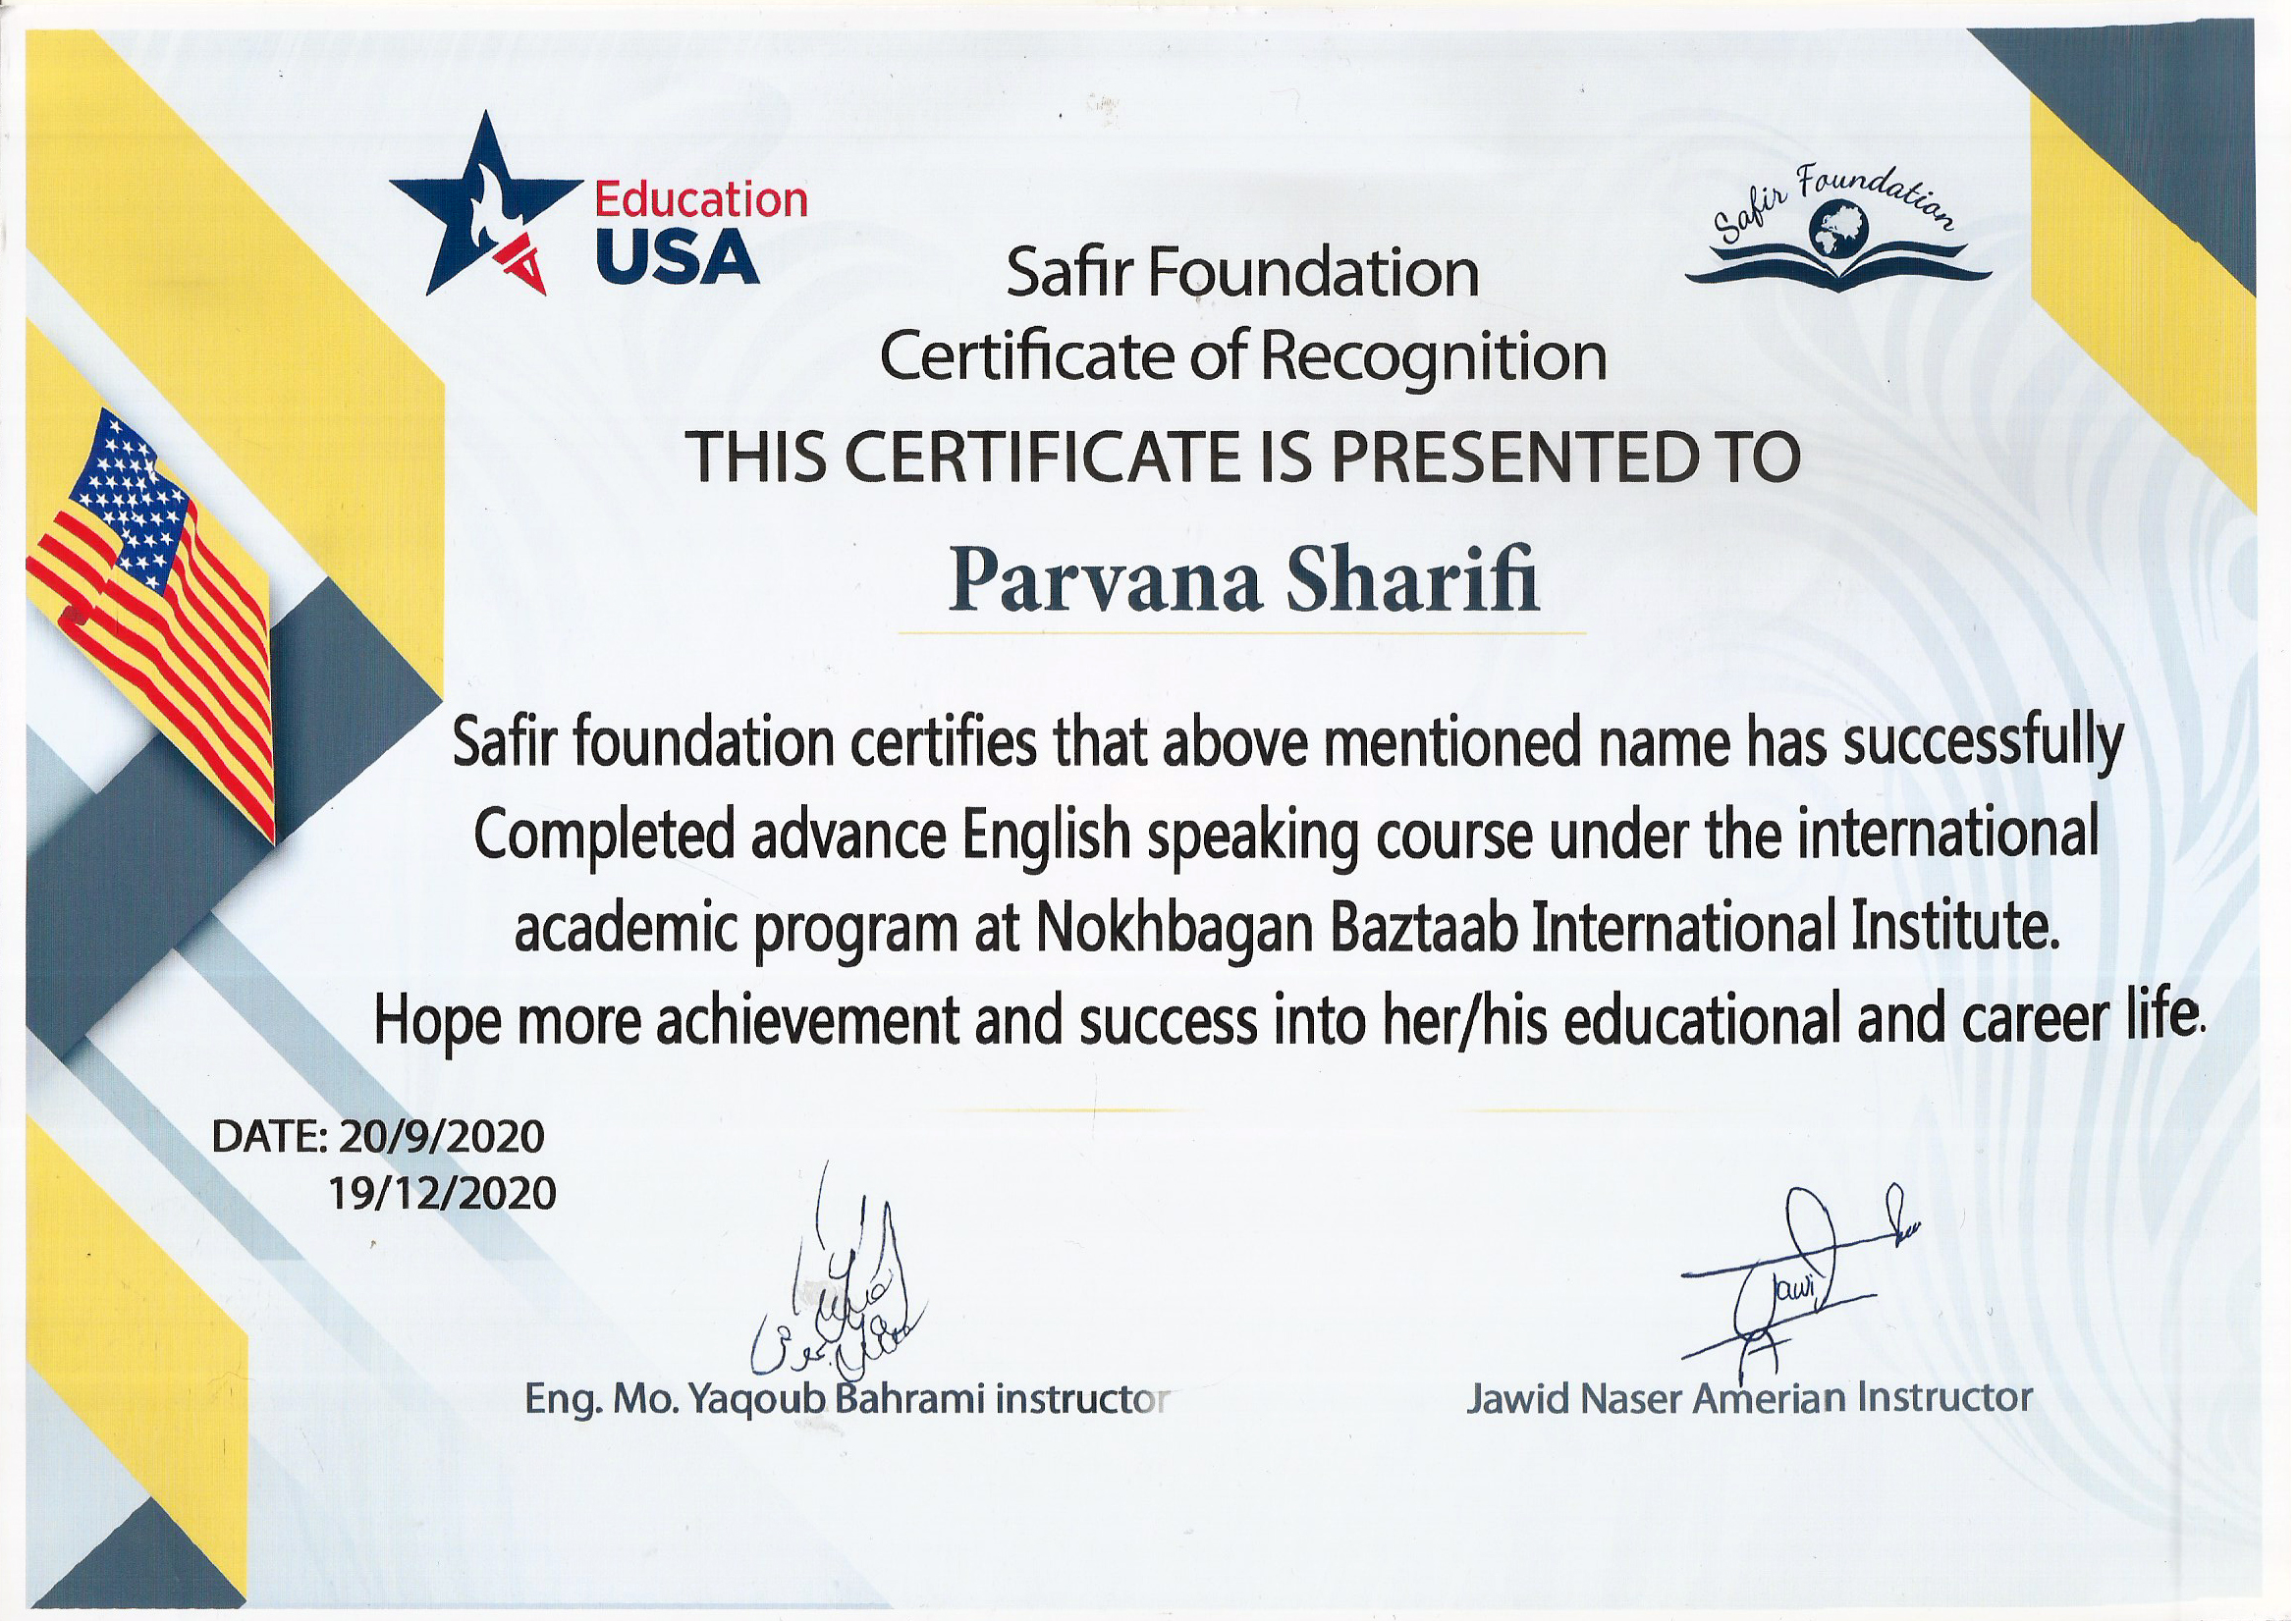 Education
USA
Safir Foundation
Safir Foundation
Certificate of Recognition
THIS CERTIFICATE IS PRESENTED TO
Parvana Sharifi
Safir foundation certifies that above mentioned name has successfully
Completed advance English speaking course under the international
academic program at Nokhbagan Baztaab International Institute.
Hope more achievement and success into her/his educational and career life.
DATE: 20/9/2020
19/12/2020
Jawi
Eng. Mo. Yaqoub Bahrami instructor
Jawid Naser Amerian Instructor